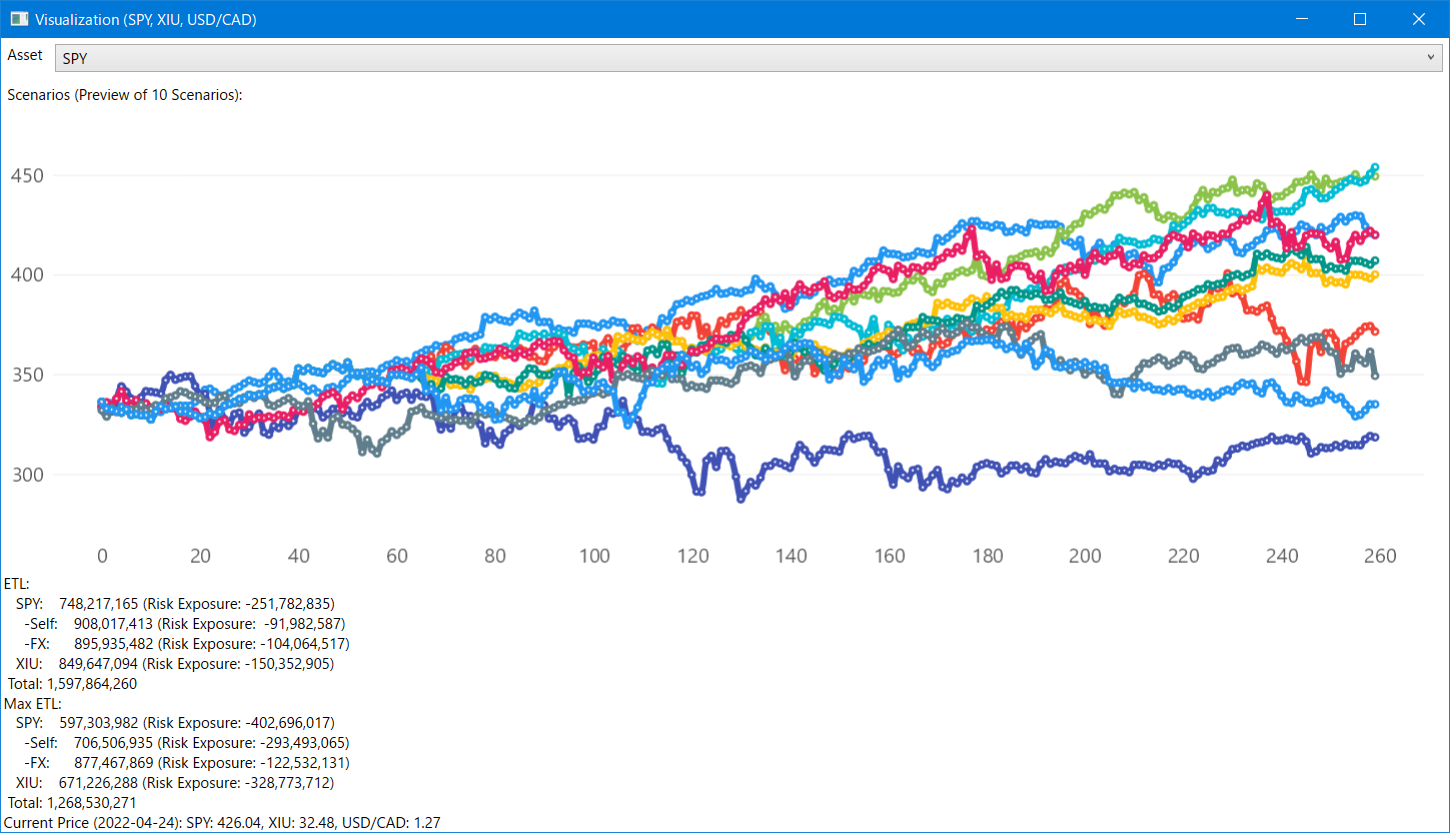 Visualization (SPY, XIU, USD/CAD)
Asset SPY
Scenarios (Preview of 10 Scenarios):
450
400
350
300
0 20 40 60 80 100 120 140 160 180 200 220 240 260
ETL:
SPY: 748,217,165 (Risk Exposure: -251,782,835)
-Self: 908,017,413 (Risk Exposure: -91,982,587)
-FX: 895,935,482 (Risk Exposure: -104,064,517)
XIU: 849,647,094 (Risk Exposure: -150,352,905)
Total: 1,597,864,260
Max ETL:
SPY: 597,303,982 (Risk Exposure: -402,696,017)
-Self: 706,506,935 (Risk Exposure: -293,493,065)
-FX: 877,467,869 (Risk Exposure: -122,532,131)
XIU: 671,226,288 (Risk Exposure: -328,773,712)
Total: 1,268,530,271
Current Price (2022-04-24): SPY: 426.04, XIU: 32.48, USD/CAD: 1.27